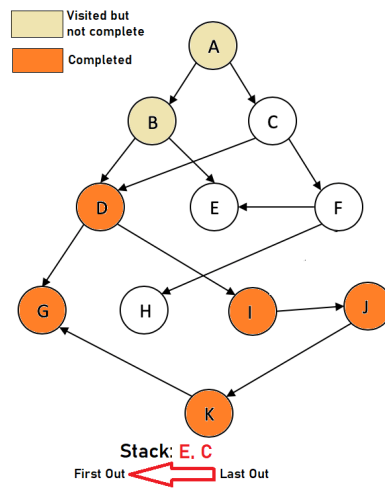 Visited but
not complete
Completed
A
B
C
D
E
F
G
H
I
J
K
Stack: E, C
First Out
Last Out